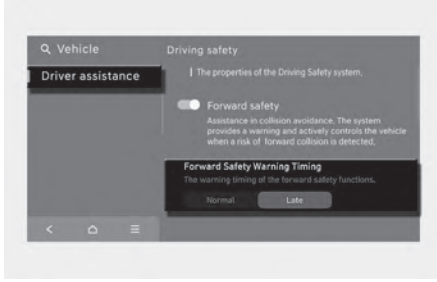 Vehicle
Driving safety
Driver assistance
The properties of the Driving Safety system.
Forward safety
Assistance in collision avoidance. The system
provides a warning and actively controls the vehicle
when a risk of forward collision is detected.
Forward Safety Warning Timing
The warning timing of the forward safety functions.
Normal
Late